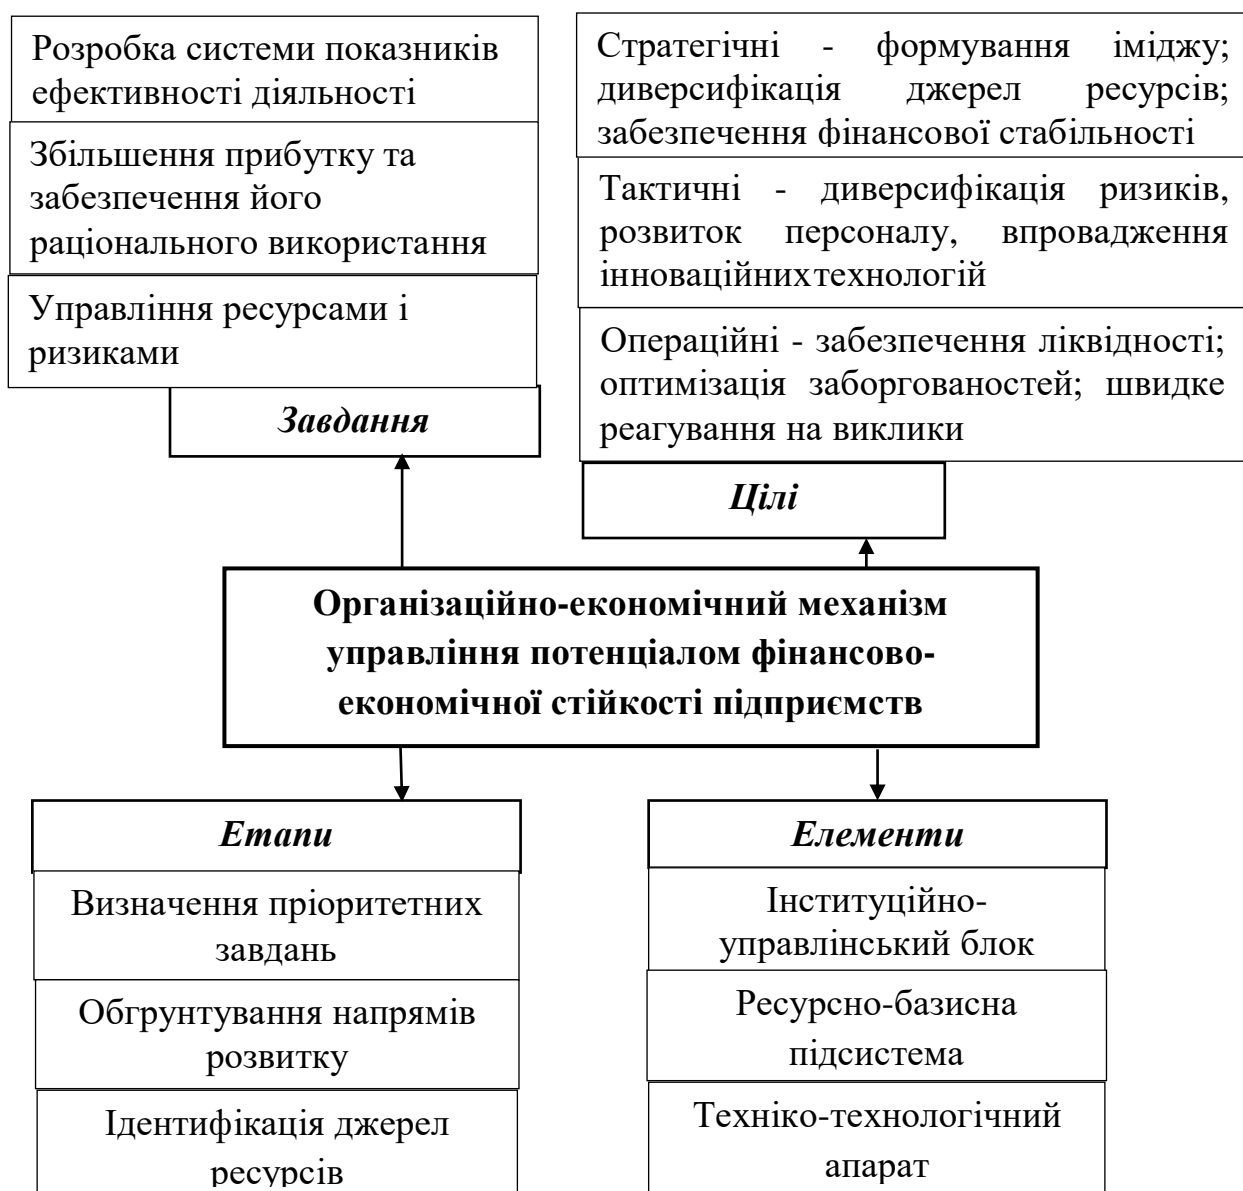 Розробка системи показників
ефективності діяльності
Збільшення прибутку та
забезпечення його
раціонального використання
Управління ресурсами і
ризиками
Завдання
Стратегічні - формування іміджу;
диверсифікація джерел ресурсів;
забезпечення фінансової стабільності
Тактичні - диверсифікація ризиків,
розвиток персоналу, впровадження
інноваційнихтехнологій
Операційні - забезпечення ліквідності;
оптимізація заборгованостей; швидке
реагування на виклики
Цілі
Організаційно-економічний механізм
управління потенціалом фінансово-
економічної стійкості підприємств
Етапи
Визначення пріоритетних
завдань
Обгрунтування напрямів
розвитку
Ідентифікація джерел
ресурсів
Елементи
Інституційно-
управлінський блок
Ресурсно-базисна
підсистема
Техніко-технологічний
апарат